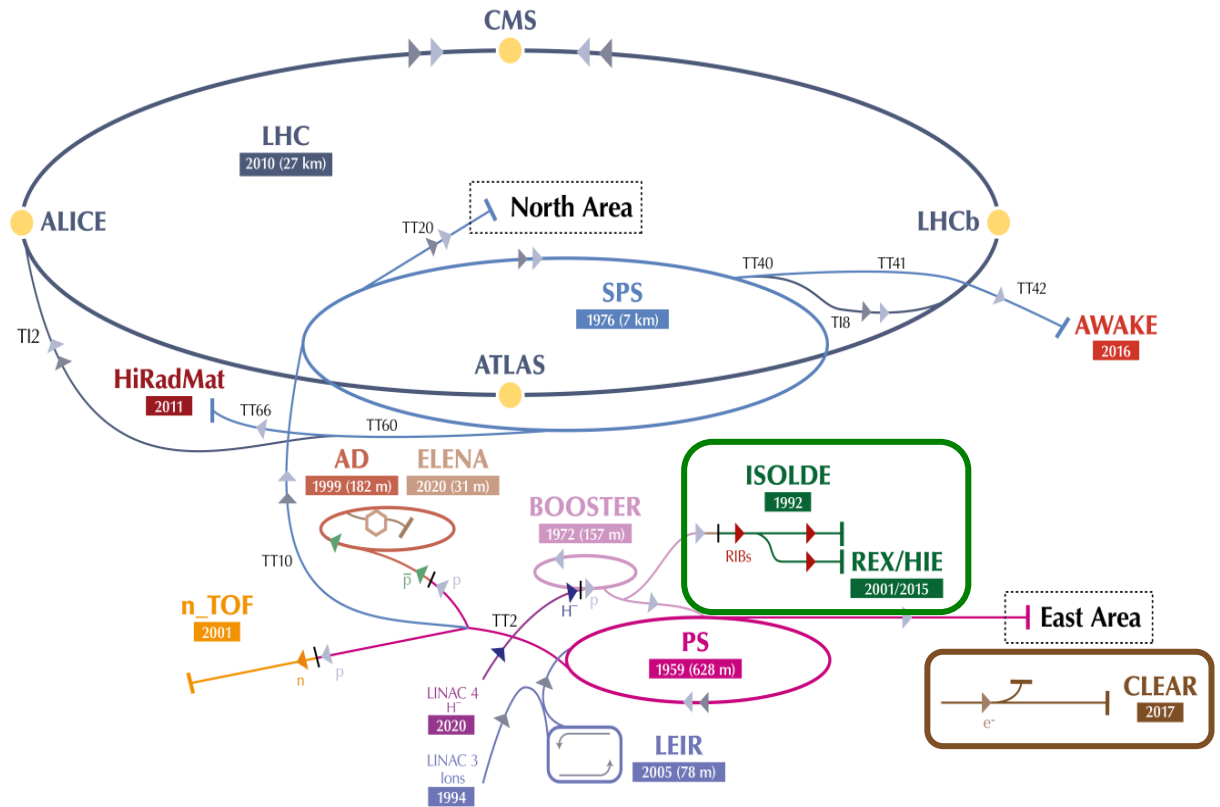 CMS
LHC
2010 (27 km)
ALICE
LHCb
TT20
North Area
TT40
TT41
TT42
SPS
1976 (7 km)
TI8
AWAKE
2016
TI2
ATLAS
HiRadMat
2011
TT66
TT60
AD
1999 (182 m)
ELENA
2020 (31 m)
ISOLDE
1992
BOOSTER
1972 (157 m)
RIBs
REX/HIE
2001/2015
TT10
p̅
p
H⁻
p
n_TOF
2001
TT2
East Area
n
p
PS
1959 (628 m)
LINAC 4
H⁻
2020
CLEAR
2017
e⁻
LINAC 3
Ions
1994
LEIR
2005 (78 m)